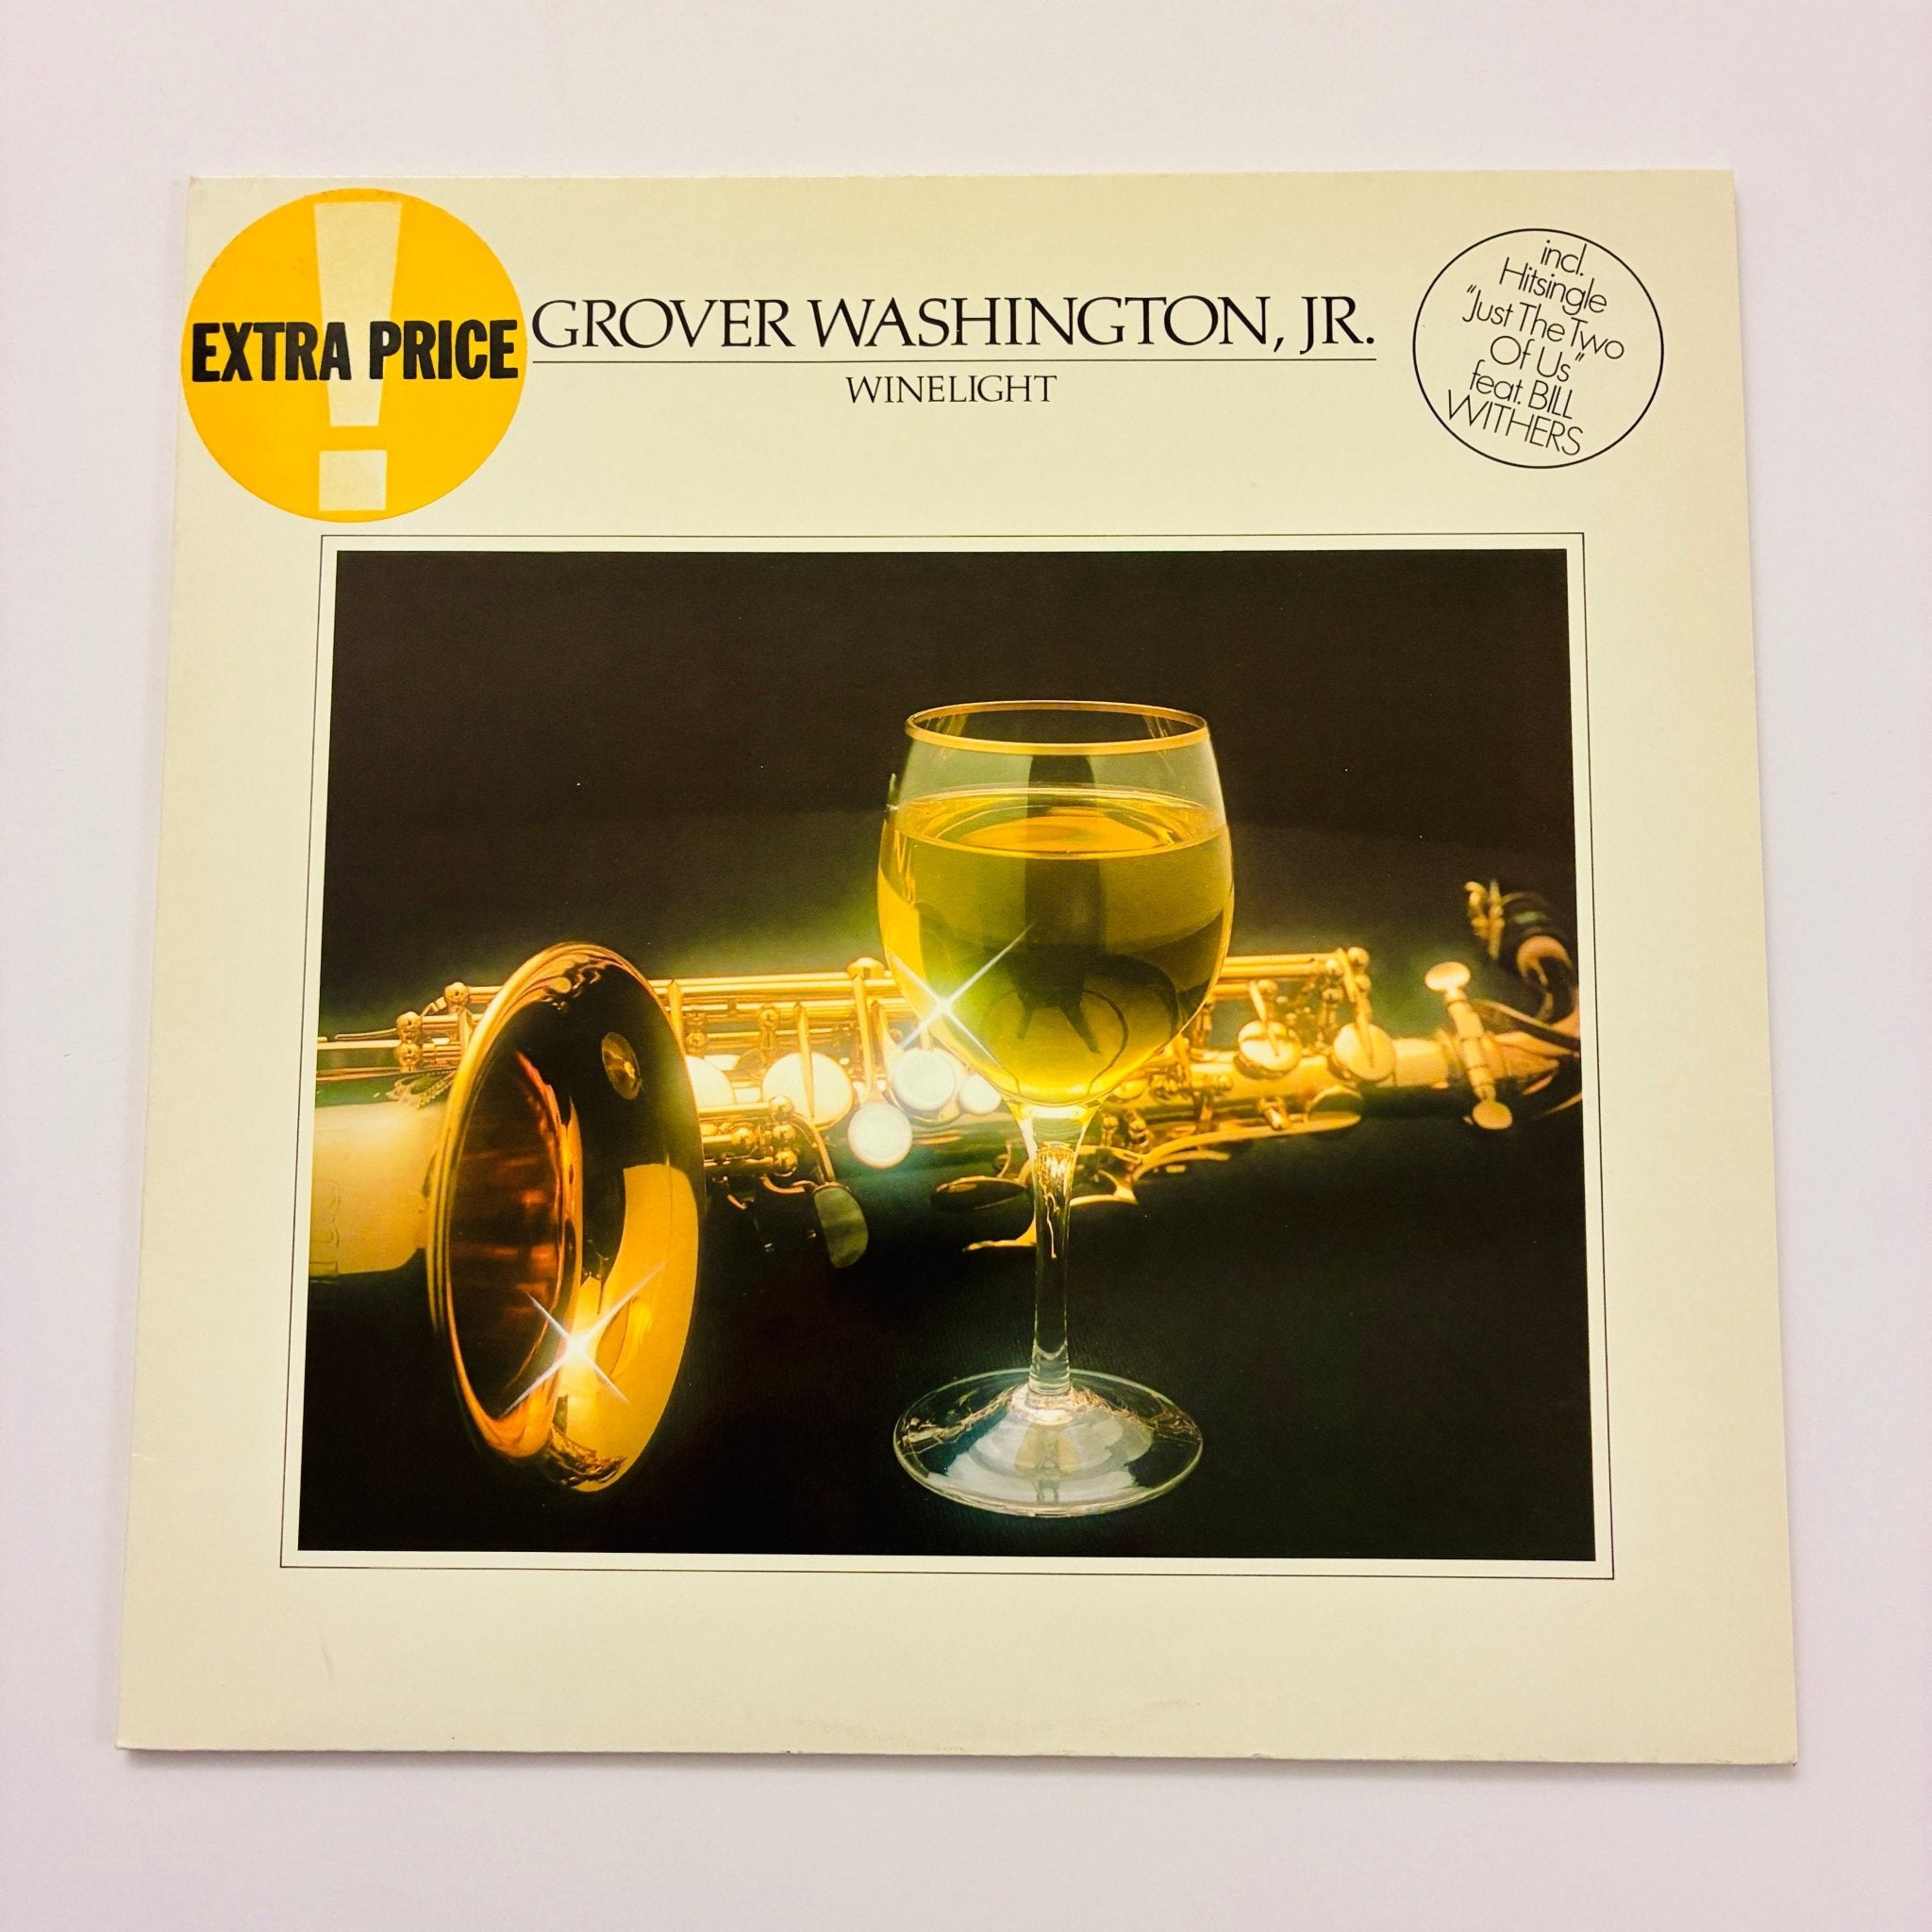 EXTRA PRICE
GROVER WASHINGTON, JR.
WINELIGHT
incl.
Hitsingle
"Just The Two
Of Us"
feat. BILL
WITHERS